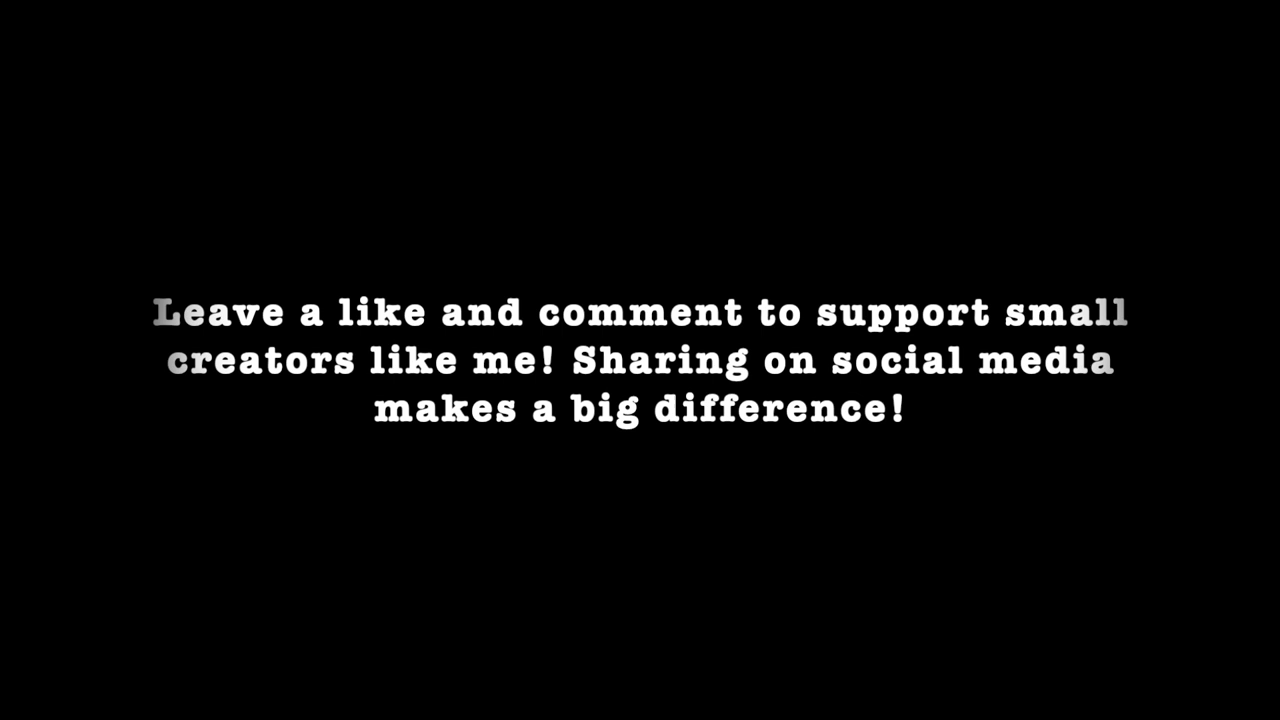 Leave a like and comment to support small
creators like me! Sharing on social media
makes a big difference!